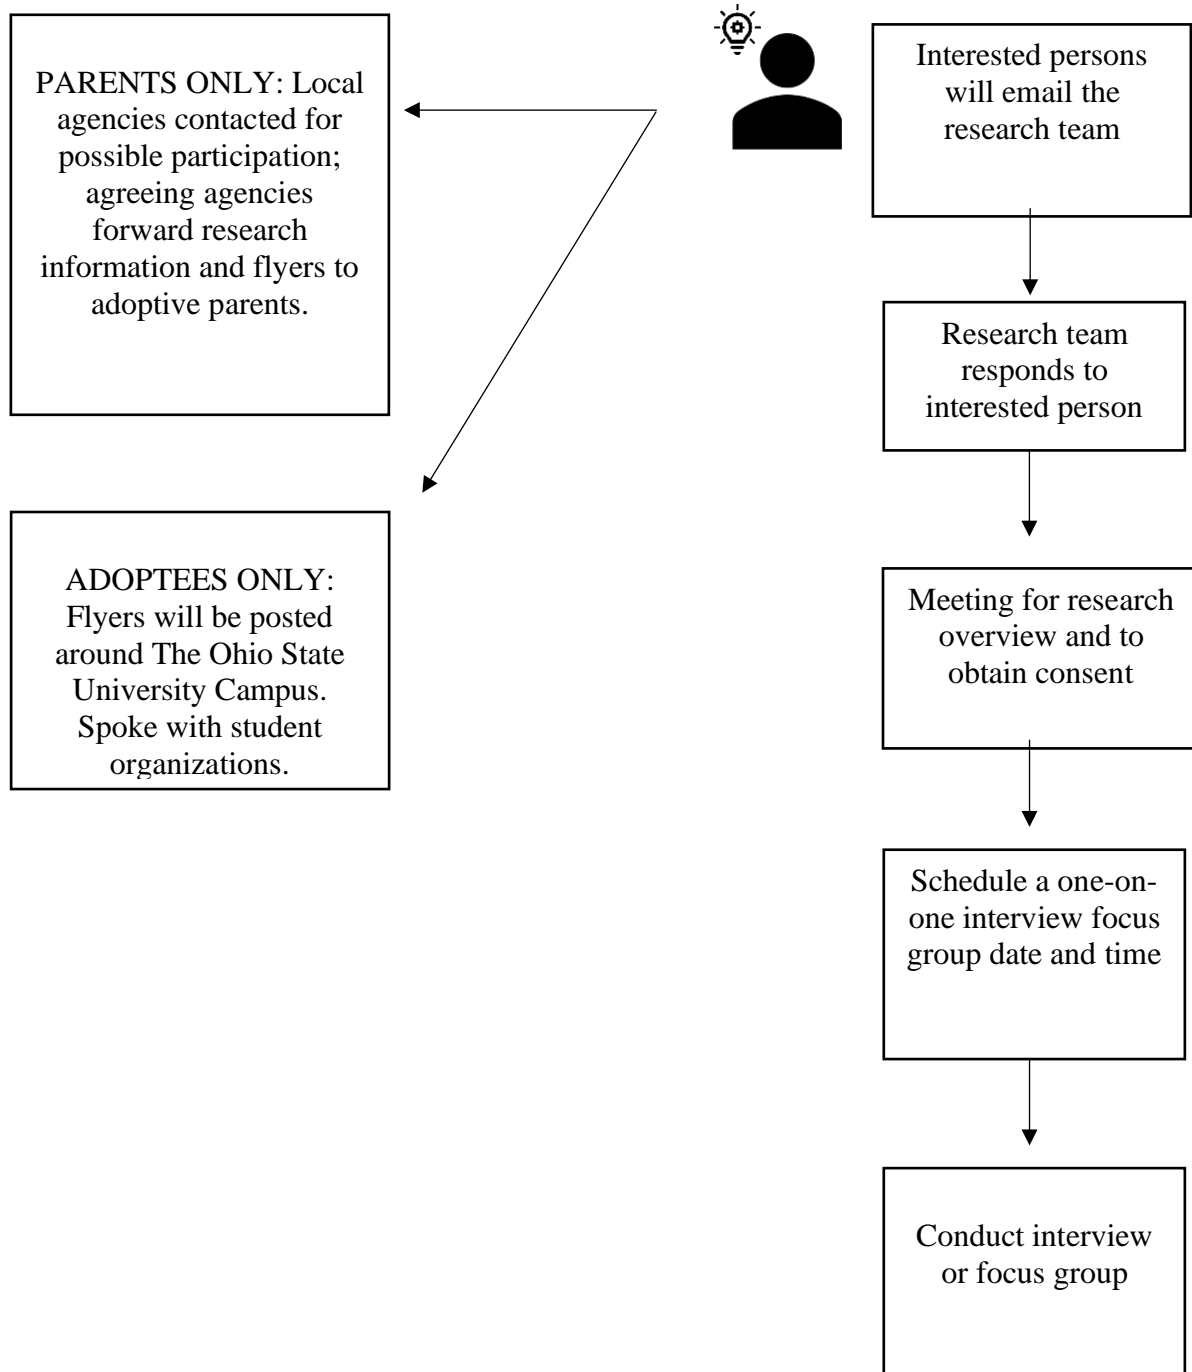 PARENTS ONLY: Local
agencies contacted for
possible participation;
agreeing agencies
forward research
information and flyers to
adoptive parents.
ADOPTEES ONLY:
Flyers will be posted
around The Ohio State
University Campus.
Spoke with student
organizations.
Interested persons
will email the
research team
Research team
responds to
interested person
Meeting for research
overview and to
obtain consent
Schedule a one-on-
one interview focus
group date and time
Conduct interview
or focus group